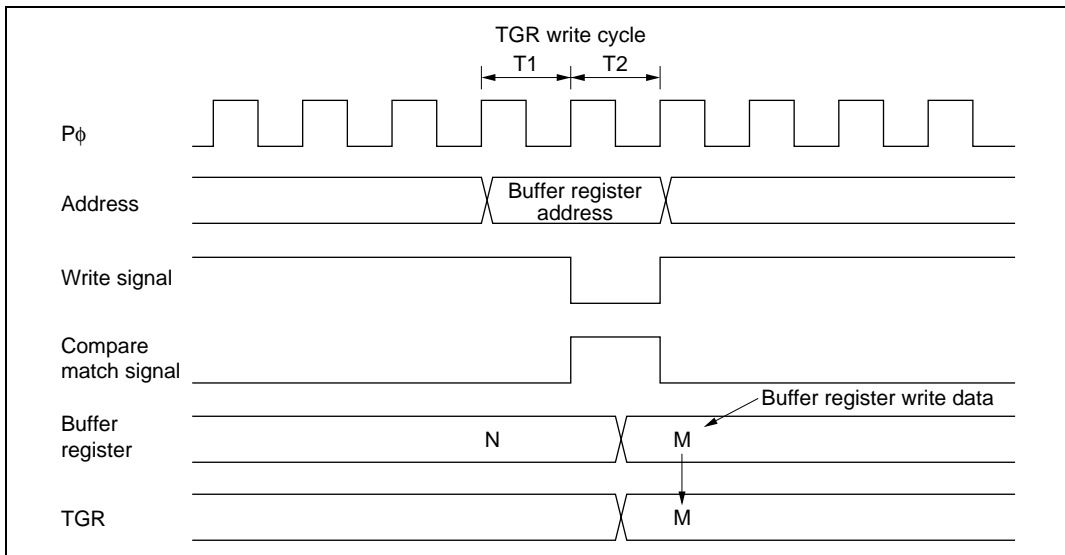 TGR write cycle
T1 T2
Pϕ
Address
Buffer register
address
Write signal
Compare
match signal
Buffer register write data
Buffer
register
N M
TGR
M